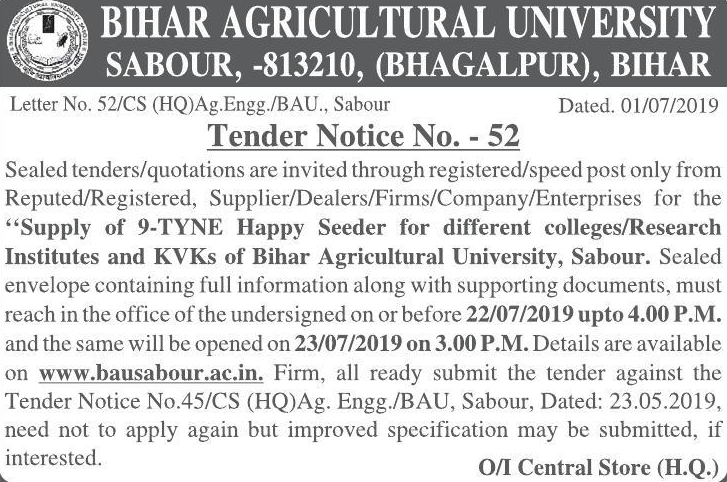 BIHAR AGRICULTURAL UNIVERSITY
SABOUR, -813210, (BHAGALPUR), BIHAR
Letter No. 52/CS (HQ)Ag.Engg./BAU., Sabour Dated. 01/07/2019
Tender Notice No. - 52
Sealed tenders/quotations are invited through registered/speed post only from
Reputed/Registered, Supplier/Dealers/Firms/Company/Enterprises for the
‘‘Supply of 9-TYNE Happy Seeder for different colleges/Research
Institutes and KVKs of Bihar Agricultural University, Sabour. Sealed
envelope containing full information along with supporting documents, must
reach in the office of the undersigned on or before 22/07/2019 upto 4.00 P.M.
and the same will be opened on 23/07/2019 on 3.00 P.M. Details are available
on www.bausabour.ac.in. Firm, all ready submit the tender against the
Tender Notice No.45/CS (HQ)Ag. Engg./BAU, Sabour, Dated: 23.05.2019,
need not to apply again but improved specification may be submitted, if
interested.
O/I Central Store (H.Q.)